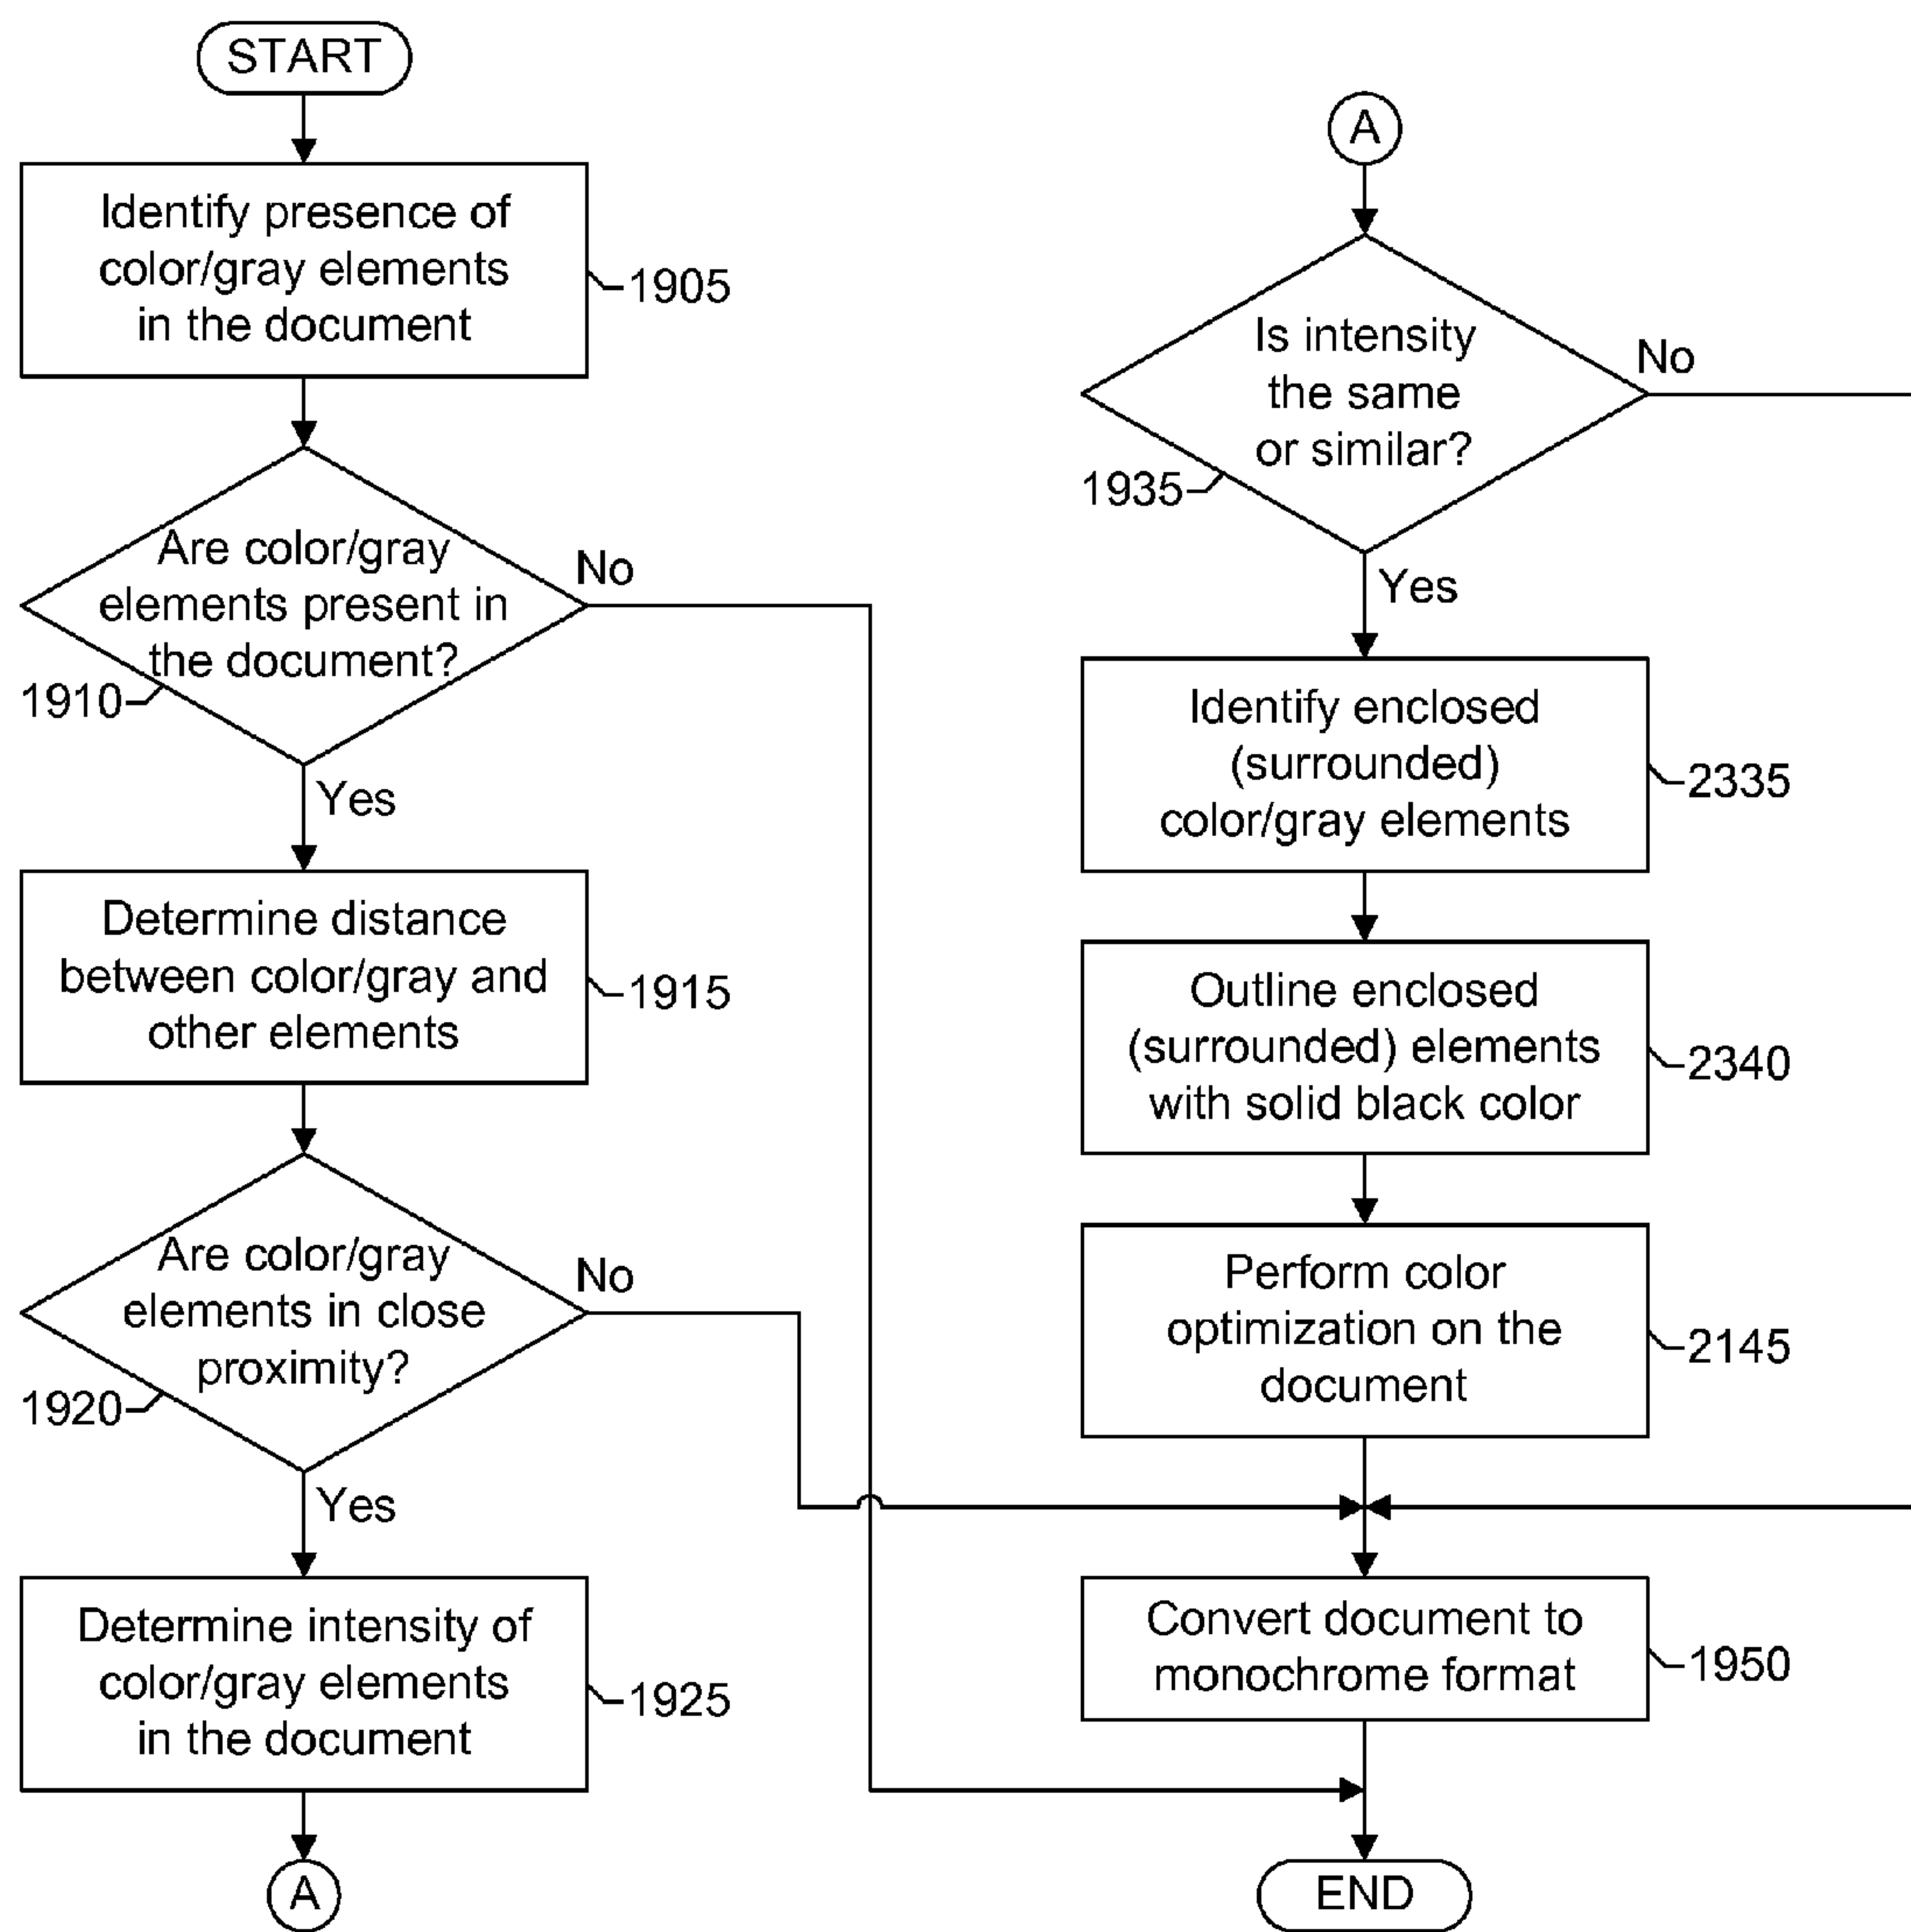 START
Identify presence of
color/gray elements
in the document
1905
Are color/gray
elements present in
the document?
No
1910
Yes
Determine distance
between color/gray and
other elements
1915
Are color/gray
elements in close
proximity?
No
1920
Yes
Determine intensity of
color/gray elements
in the document
1925
A
A
Is intensity
the same
or similar?
No
1935
Yes
Identify enclosed
(surrounded)
color/gray elements
2335
Outline enclosed
(surrounded) elements
with solid black color
2340
Perform color
optimization on the
document
2145
Convert document to
monochrome format
1950
END